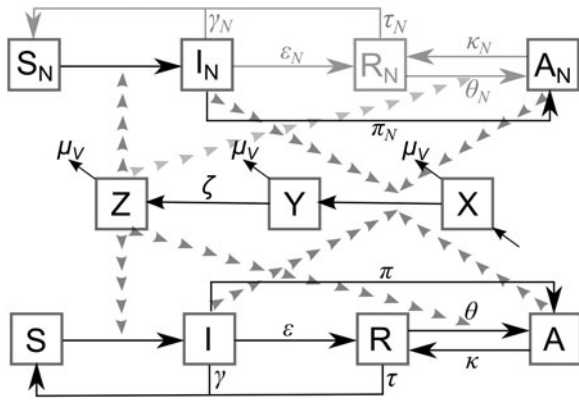 γN τN
SN IN εN RN κN θN AN
πN
μV μV μV
Z ζ Y X
π
S I ε R θ A
κ
γ τ